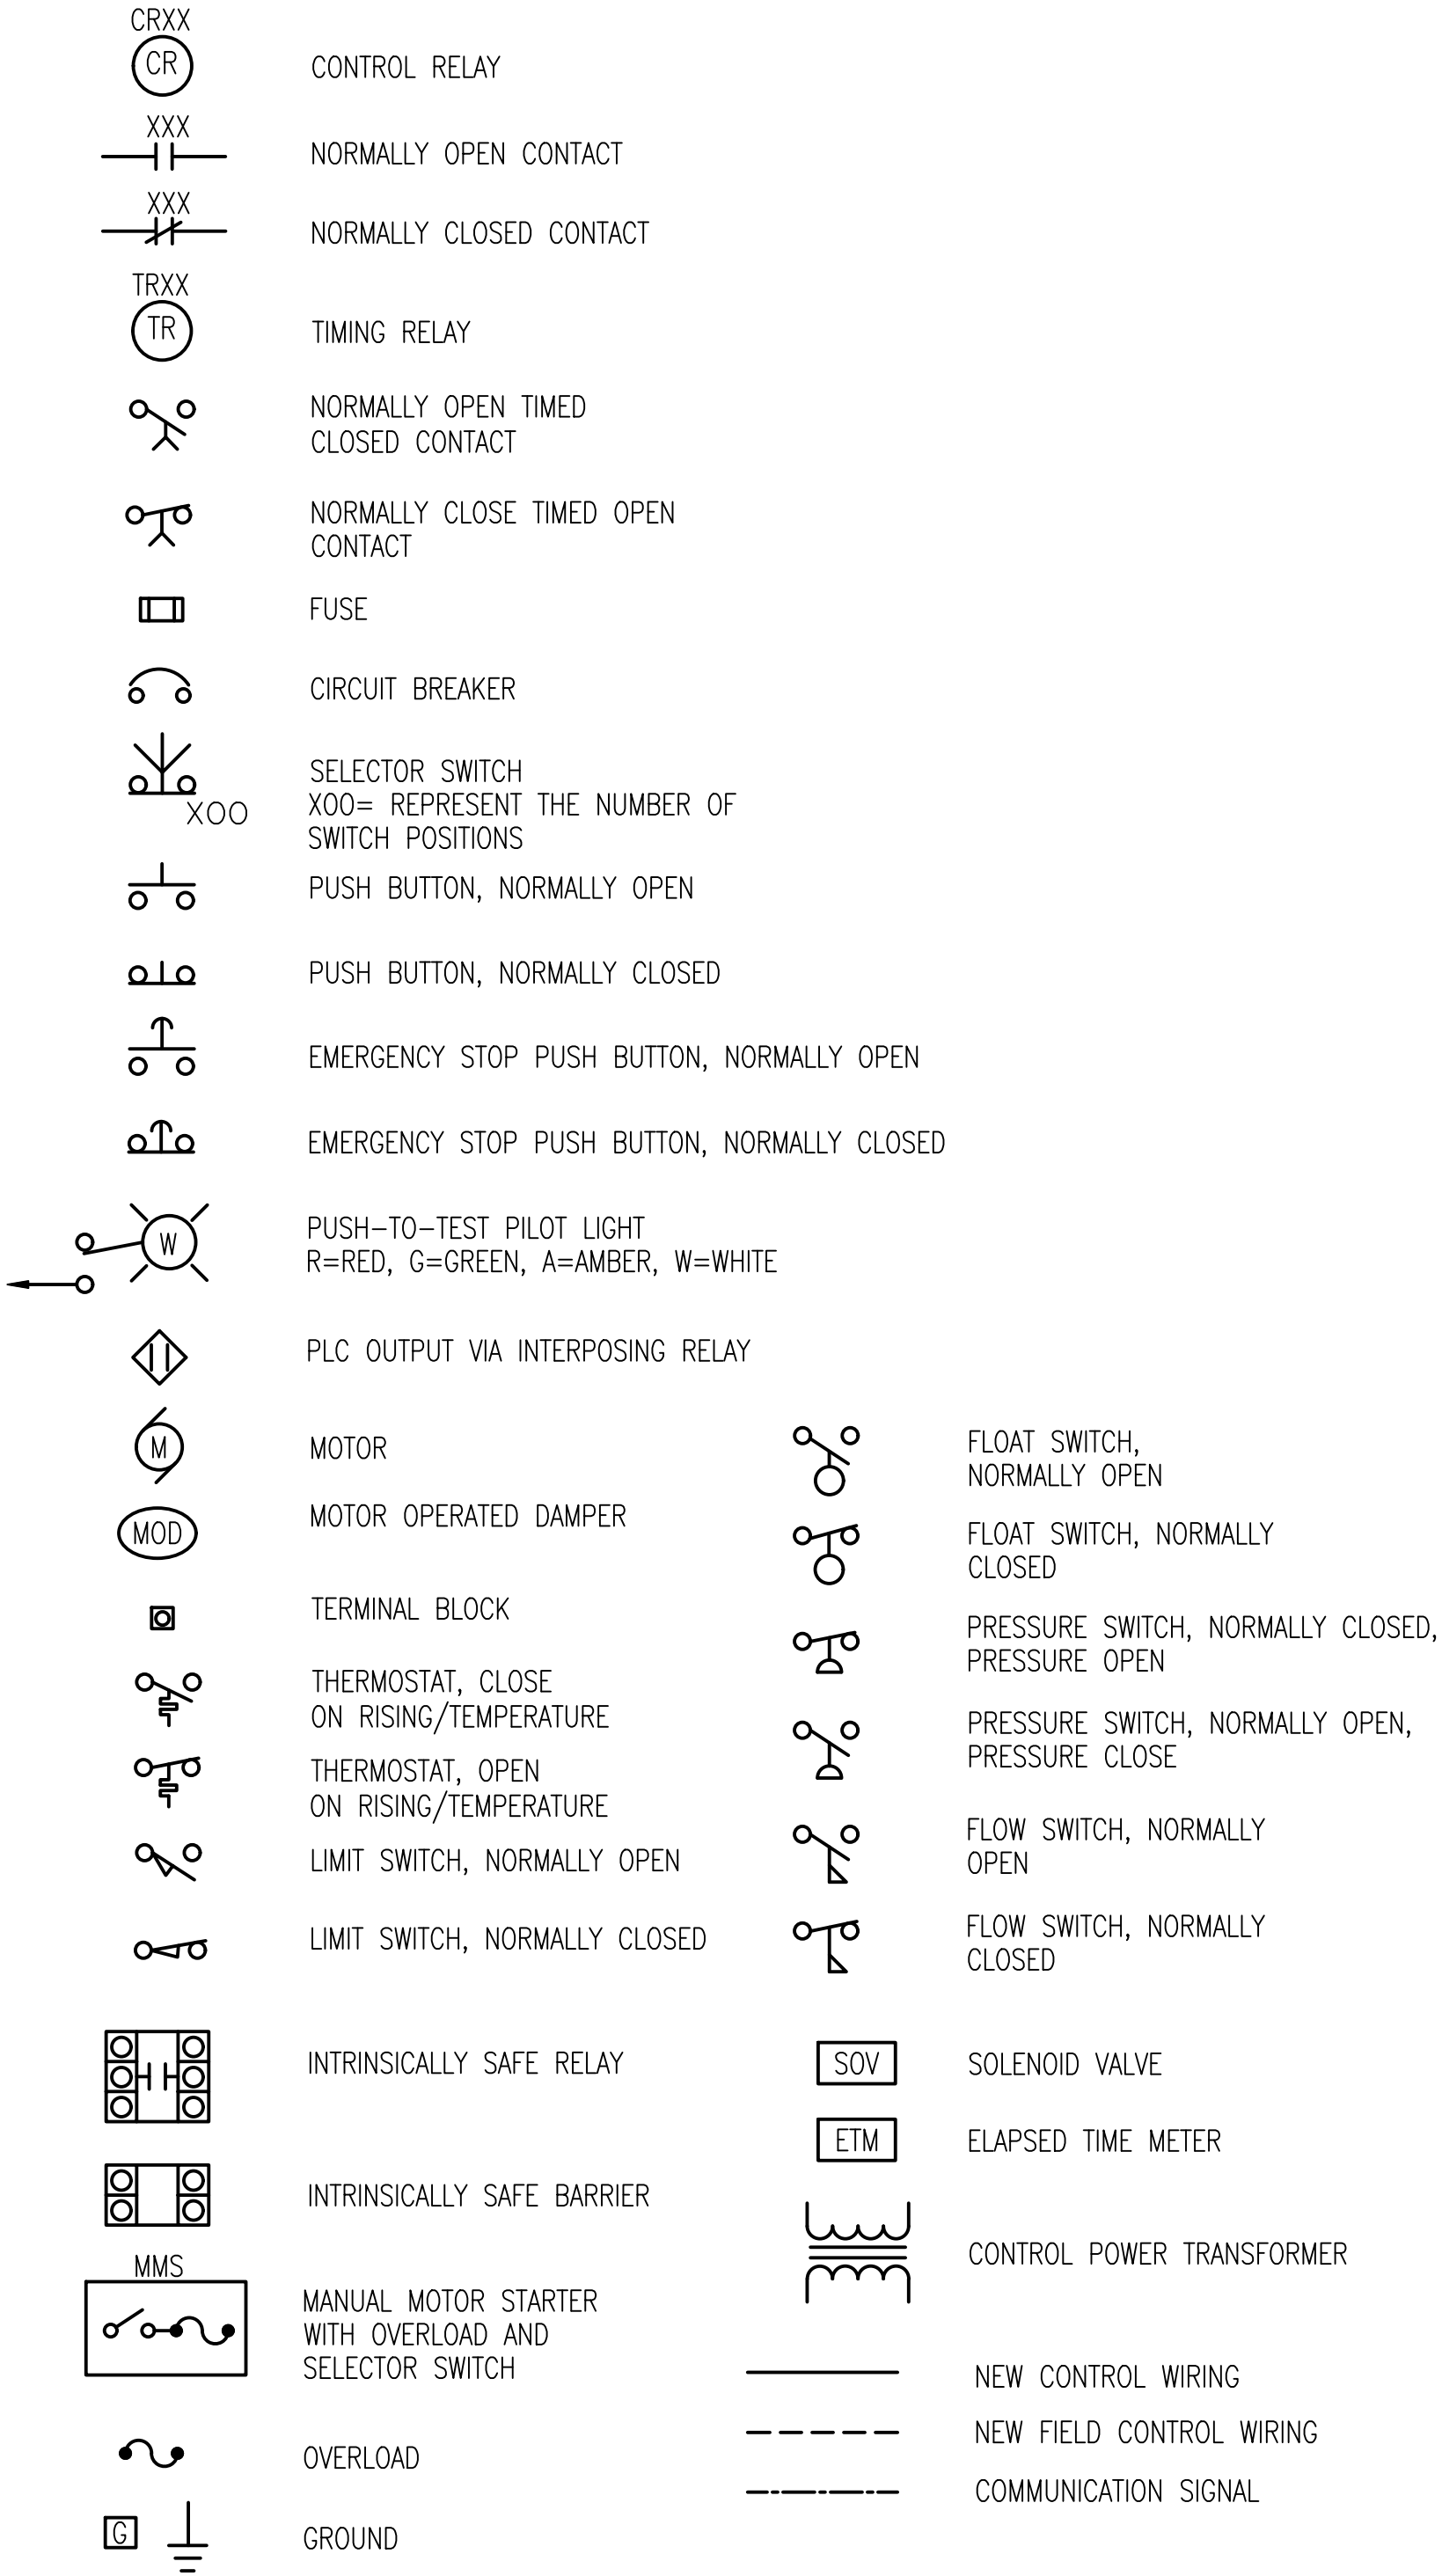 CRXX
CR
CONTROL RELAY
XXX
NORMALLY OPEN CONTACT
XXX
NORMALLY CLOSED CONTACT
TRXX
TR
TIMING RELAY
NORMALLY OPEN TIMED
CLOSED CONTACT
NORMALLY CLOSE TIMED OPEN
CONTACT
FUSE
CIRCUIT BREAKER
SELECTOR SWITCH
XOO= REPRESENT THE NUMBER OF
SWITCH POSITIONS
XOO
PUSH BUTTON, NORMALLY OPEN
PUSH BUTTON, NORMALLY CLOSED
EMERGENCY STOP PUSH BUTTON, NORMALLY OPEN
EMERGENCY STOP PUSH BUTTON, NORMALLY CLOSED
W
PUSH-TO-TEST PILOT LIGHT
R=RED, G=GREEN, A=AMBER, W=WHITE
PLC OUTPUT VIA INTERPOSING RELAY
M
MOTOR
MOD
MOTOR OPERATED DAMPER
TERMINAL BLOCK
THERMOSTAT, CLOSE
ON RISING/TEMPERATURE
THERMOSTAT, OPEN
ON RISING/TEMPERATURE
LIMIT SWITCH, NORMALLY OPEN
LIMIT SWITCH, NORMALLY CLOSED
INTRINSICALLY SAFE RELAY
INTRINSICALLY SAFE BARRIER
MMS
MANUAL MOTOR STARTER
WITH OVERLOAD AND
SELECTOR SWITCH
OVERLOAD
G
GROUND
FLOAT SWITCH,
NORMALLY OPEN
FLOAT SWITCH, NORMALLY
CLOSED
PRESSURE SWITCH, NORMALLY CLOSED,
PRESSURE OPEN
PRESSURE SWITCH, NORMALLY OPEN,
PRESSURE CLOSE
FLOW SWITCH, NORMALLY
OPEN
FLOW SWITCH, NORMALLY
CLOSED
SOV
SOLENOID VALVE
ETM
ELAPSED TIME METER
CONTROL POWER TRANSFORMER
NEW CONTROL WIRING
NEW FIELD CONTROL WIRING
COMMUNICATION SIGNAL